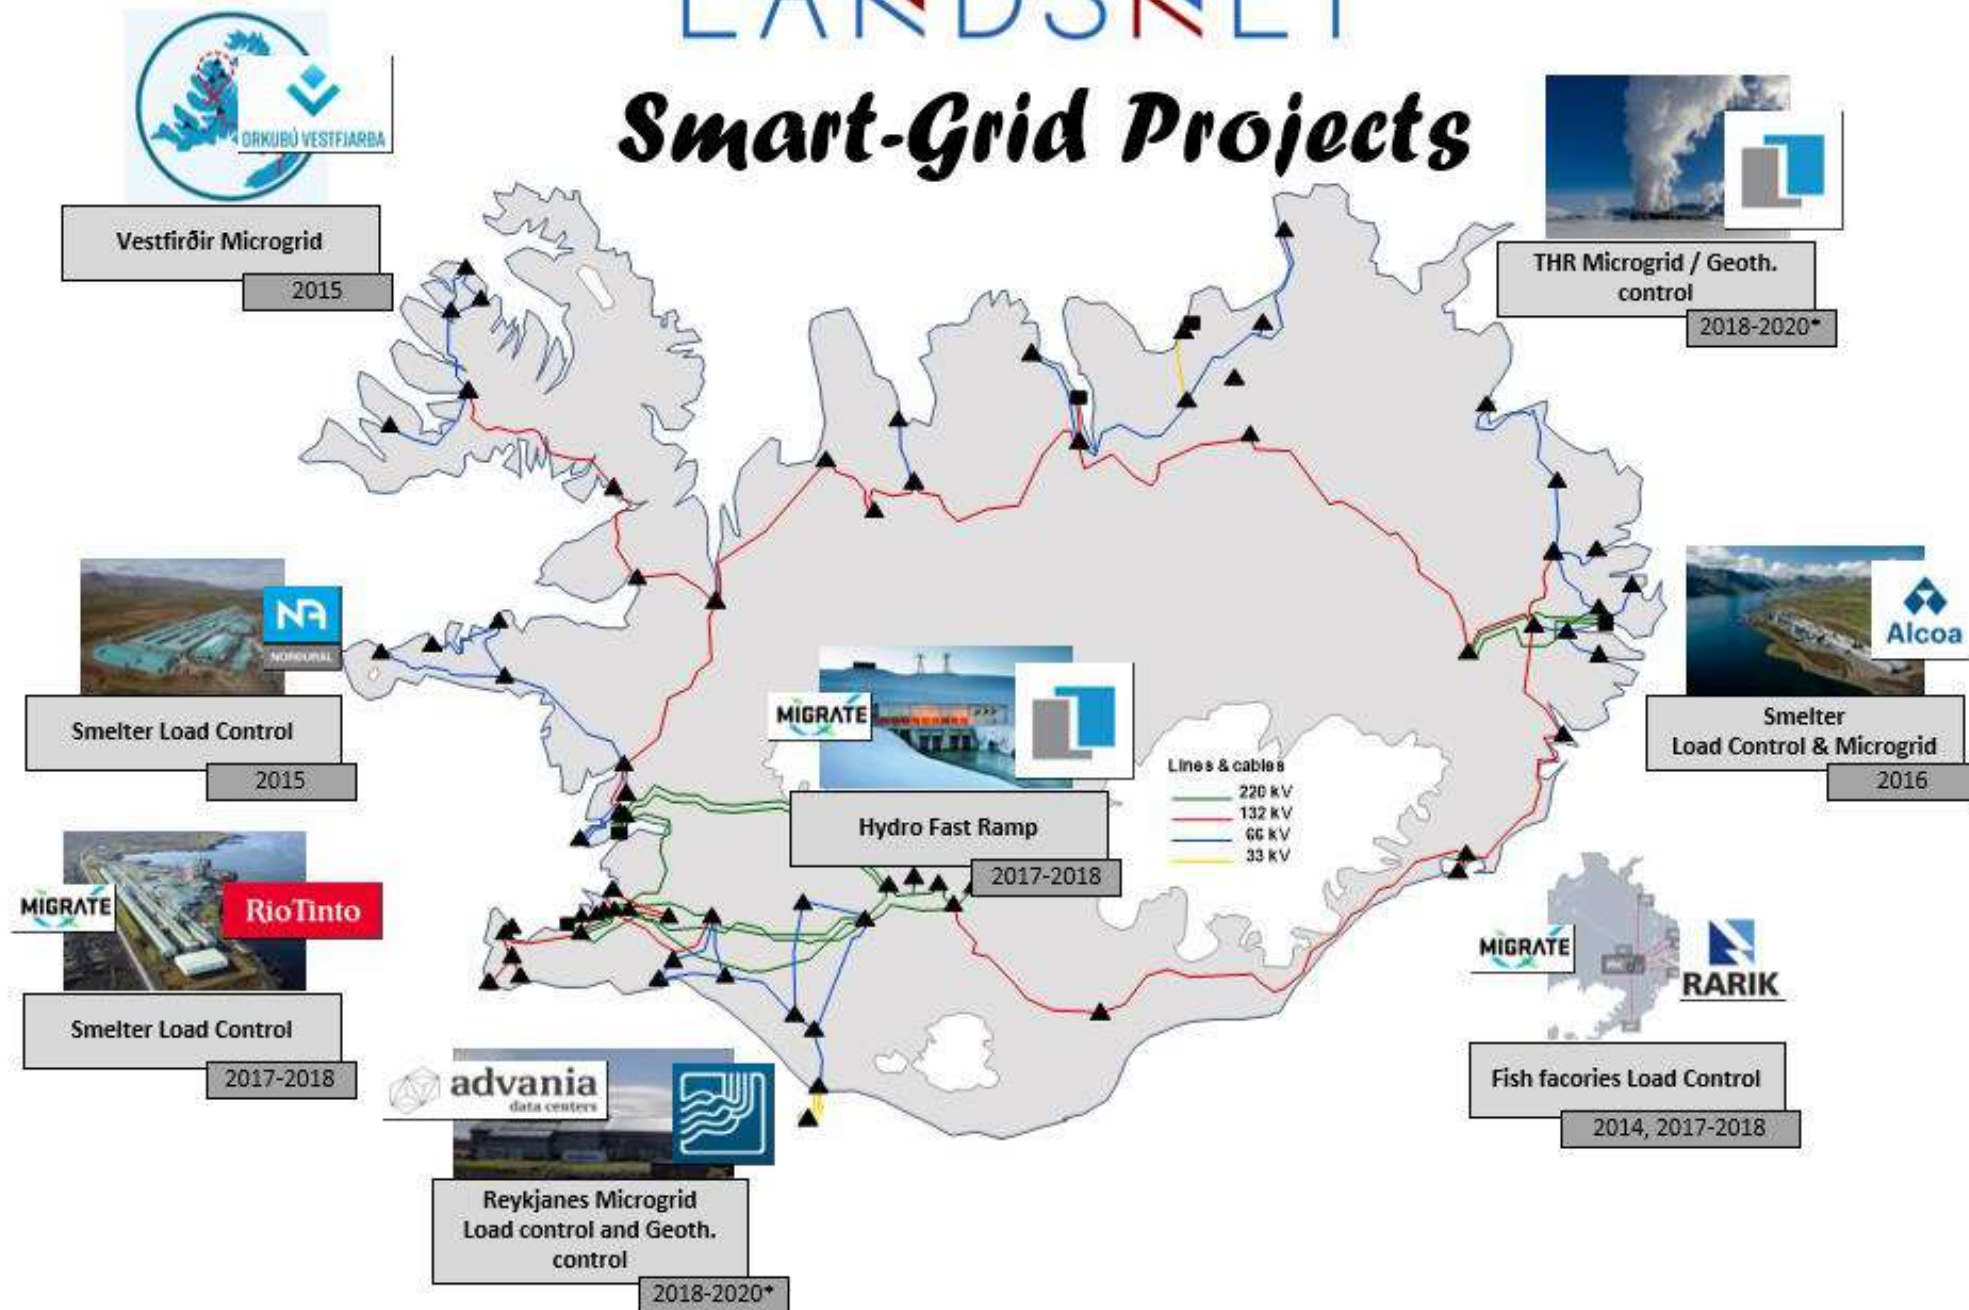 LANDSNET
Smart-Grid Projects
ORKUBÚ VESTFJARÐA
Vestfirðir Microgrid
2015
THR Microgrid / Geoth.
control
2018-2020*
NA
NORÐURÁL
Smelter Load Control
2015
MIGRATE
Hydro Fast Ramp
2017-2018
Lines & cables
220 kV
132 kV
66 kV
33 kV
Alcoa
Smelter
Load Control & Microgrid
2016
MIGRATE
RioTinto
Smelter Load Control
2017-2018
MIGRATE
RARIK
Fish facories Load Control
2014, 2017-2018
advania
data centers
Reykjanes Microgrid
Load control and Geoth.
control
2018-2020*